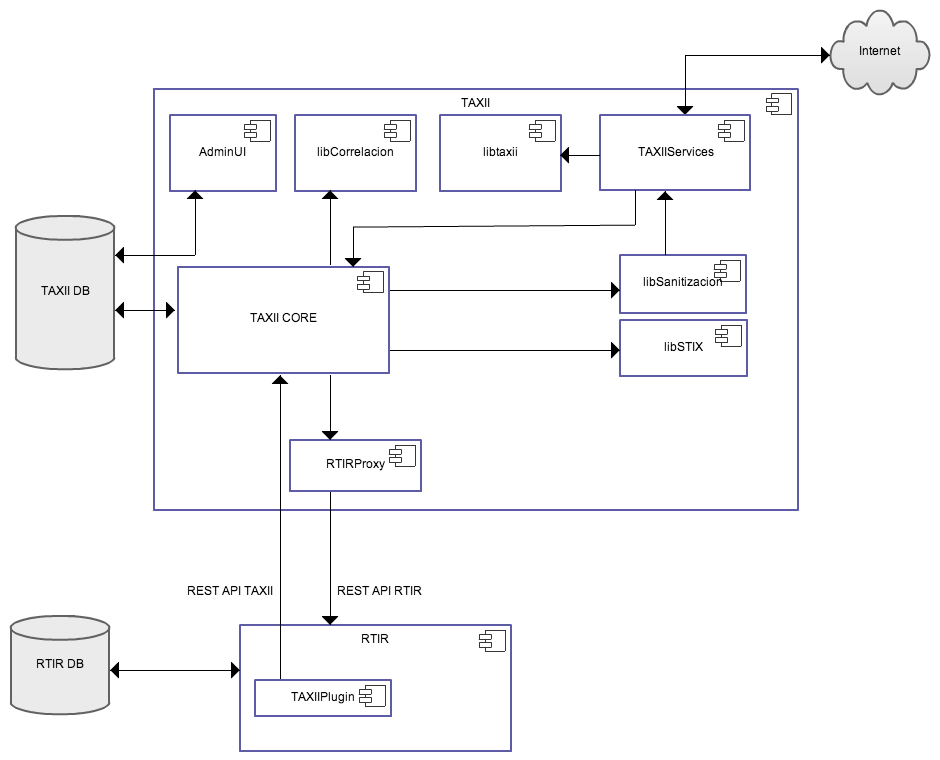 Internet
TAXII
AdminUI
libCorrelacion
libtaxii
TAXIIServices
TAXII DB
libSanitizacion
TAXII CORE
libSTIX
RTIRProxy
REST API TAXII
REST API RTIR
RTIR
RTIR DB
TAXIIPlugin